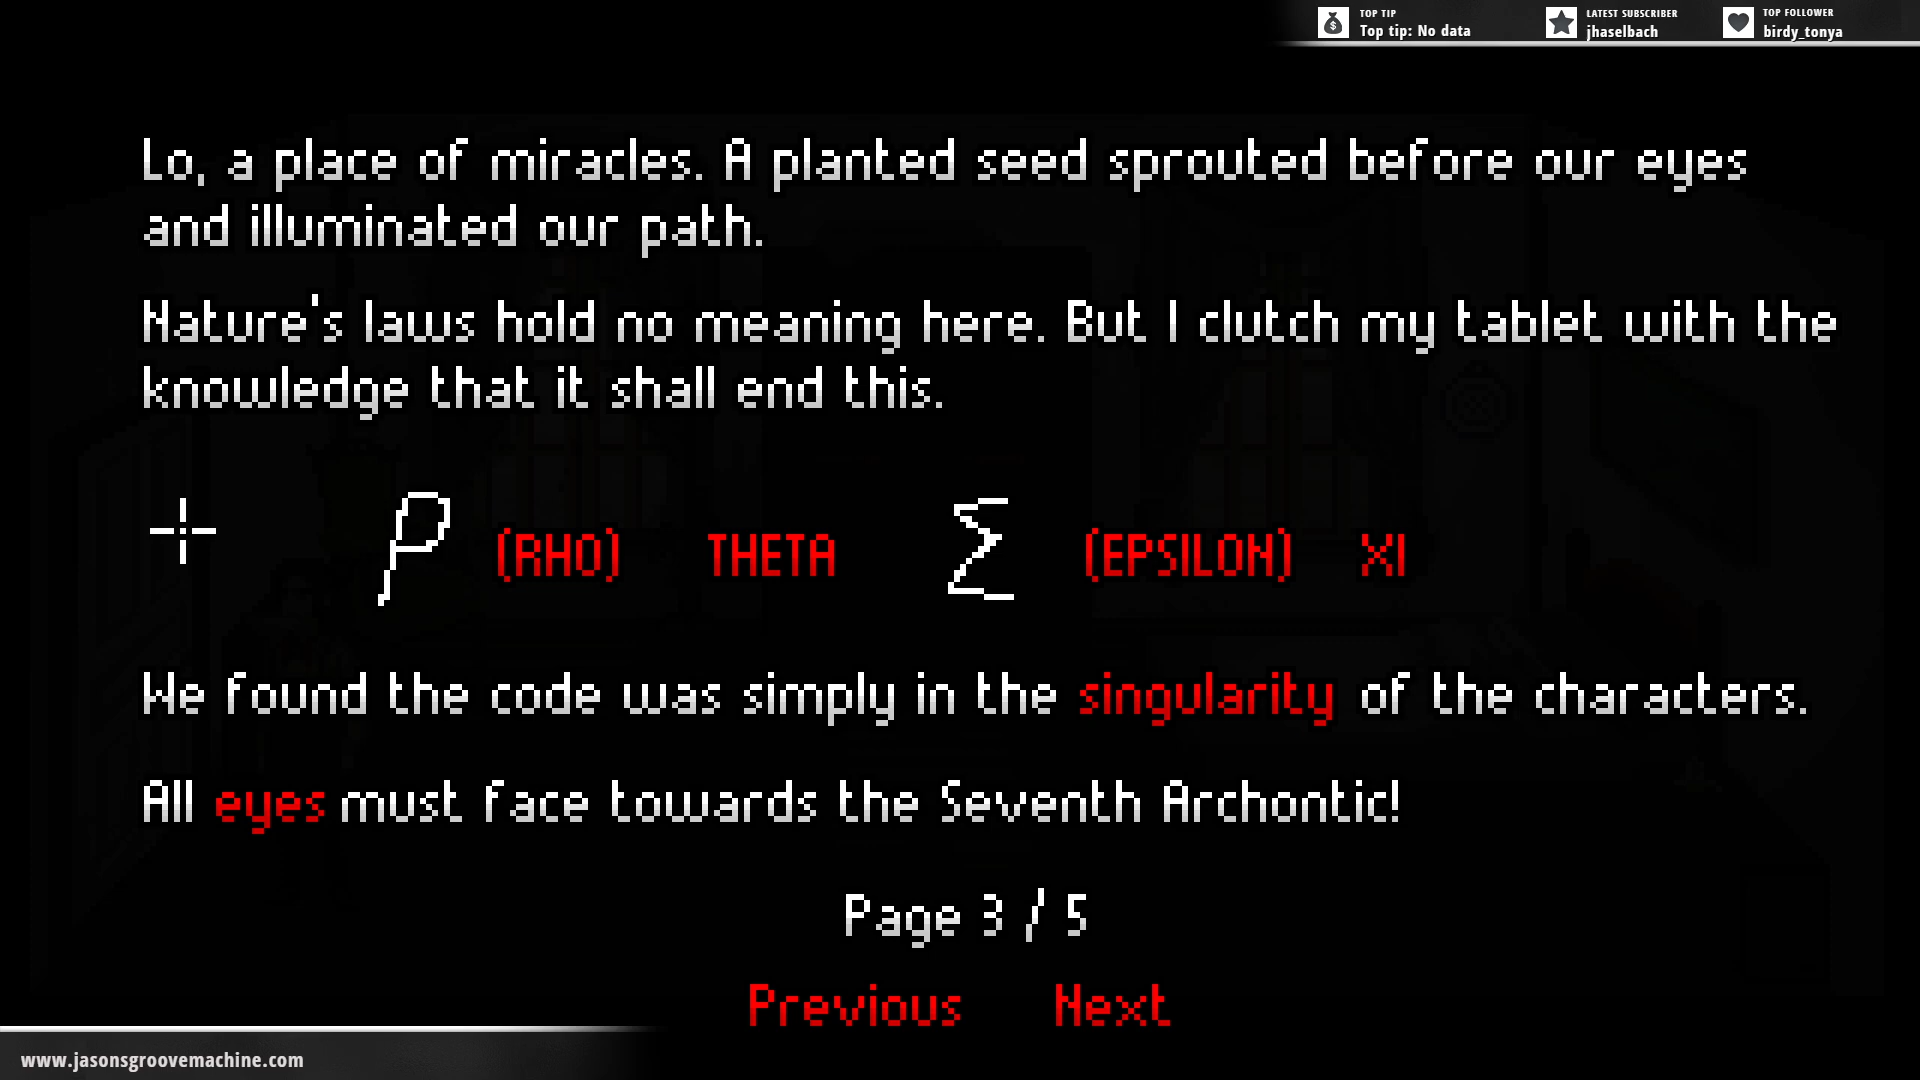 TOP TIP
Top tip: No data
LATEST SUBSCRIBER
jhaselbach
TOP FOLLOWER
birdy_tonya
Lo, a place of miracles. A planted seed sprouted before our eyes
and illuminated our path.
Nature's laws hold no meaning here. But I clutch my tablet with the
knowledge that it shall end this.
ρ (RHO) THETA Σ (EPSILON) XI
We found the code was simply in the singularity of the characters.
All eyes must face towards the Seventh Archontic!
Page 3 / 5
Previous Next
www.jasonsgroovemachine.com